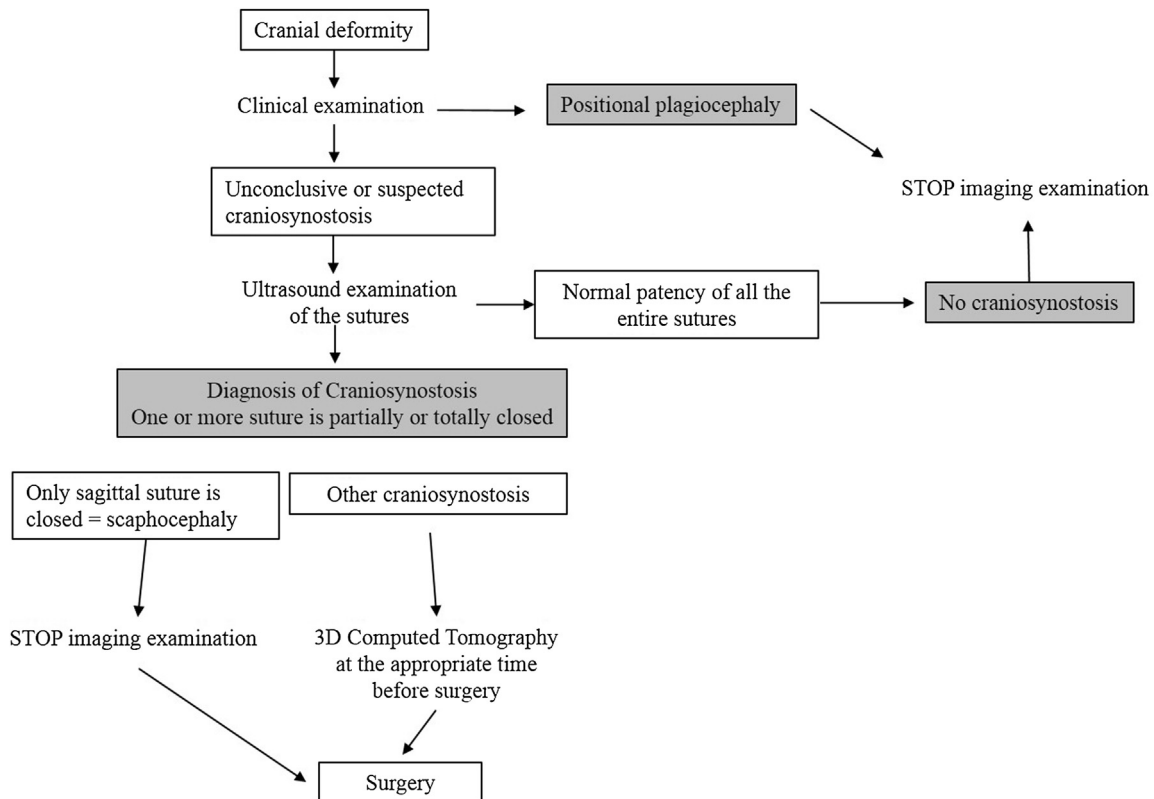 Cranial deformity
Clinical examination
Positional plagiocephaly
STOP imaging examination
Unconclusive or suspected
craniosynostosis
Ultrasound examination
of the sutures
Normal patency of all the
entire sutures
No craniosynostosis
Diagnosis of Craniosynostosis
One or more suture is partially or totally closed
Only sagittal suture is
closed = scaphocephaly
Other craniosynostosis
STOP imaging examination
3D Computed Tomography
at the appropriate time
before surgery
Surgery